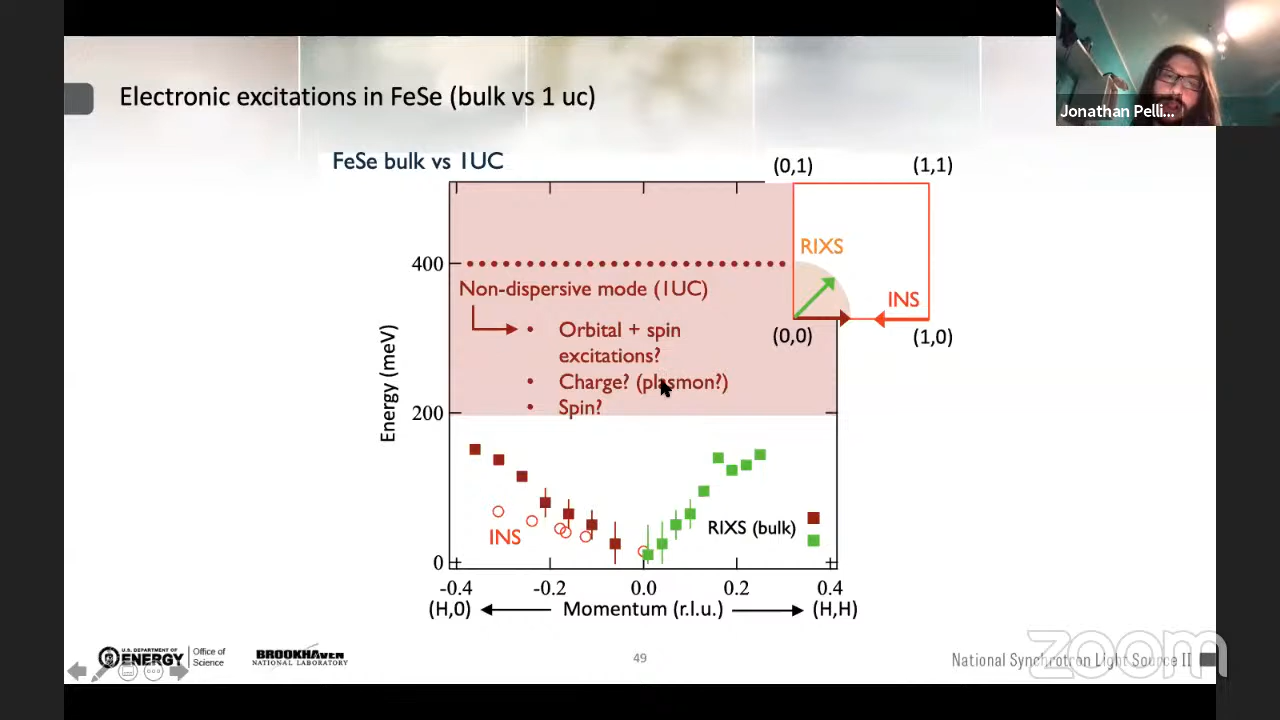 Electronic excitations in FeSe (bulk vs 1 uc)
Jonathan Pelli...
FeSe bulk vs 1UC
(0,1)
(1,1)
RIXS
INS
(0,0)
(1,0)
400
Non-dispersive mode (1UC)
• Orbital + spin
excitations?
• Charge? (plasmon?)
• Spin?
Energy (meV)
200
INS
RIXS (bulk)
0
-0.4 -0.2 0.0 0.2 0.4
(H,0) Momentum (r.l.u.) (H,H)
U.S. DEPARTMENT OF
ENERGY
Office of
Science
BROOKHAVEN
NATIONAL LABORATORY
49
National Synchrotron Light Source II
zoom